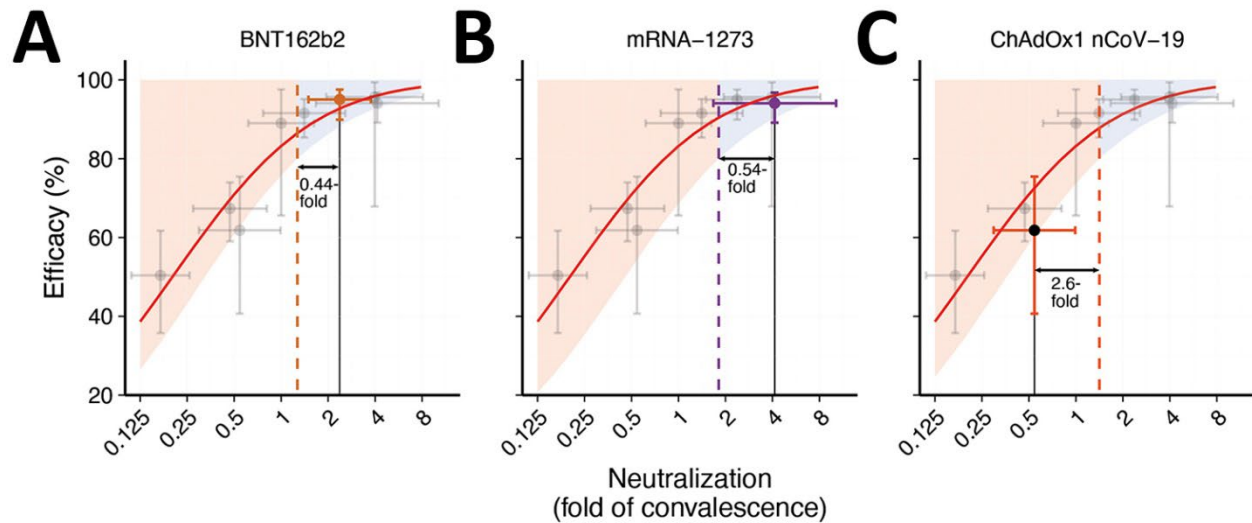 A
BNT162b2
B
mRNA−1273
C
ChAdOx1 nCoV−19
Efficacy (%)
100
80
60
40
20
0.44-
fold
0.54-
fold
2.6-
fold
0.125
0.25
0.5
1
2
4
8
0.125
0.25
0.5
1
2
4
8
0.125
0.25
0.5
1
2
4
8
Neutralization
(fold of convalescence)